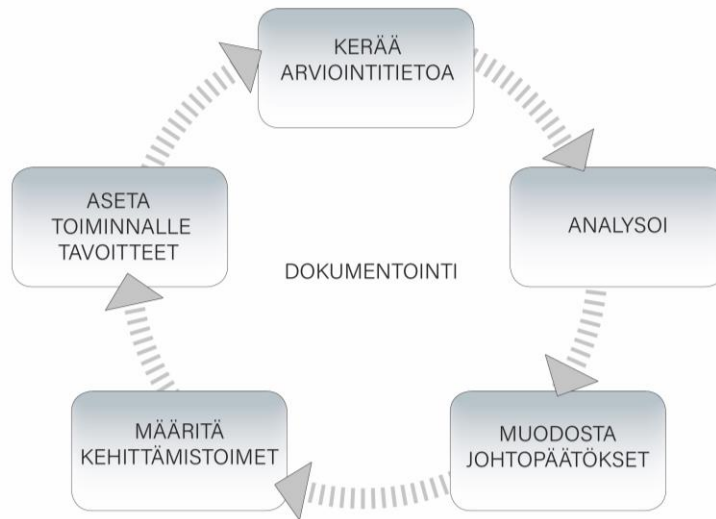 KERÄÄ
ARVIOINTITIETOA
ANALYSOI
MUODOSTA
JOHTOPÄÄTÖKSET
MÄÄRITÄ
KEHITTÄMISTOIMET
ASETA
TOIMINNALLE
TAVOITTEET
DOKUMENTOINTI